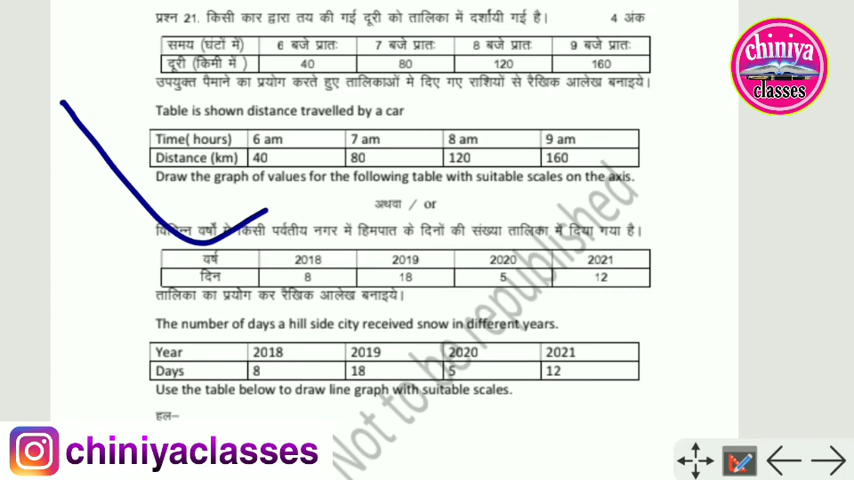 प्रश्न 21. किसी कार द्वारा तय की गई दूरी को तालिका में दर्शायी गई है। 4 अंक
समय (घंटों में) 6 बजे प्रातः 7 बजे प्रातः 8 बजे प्रातः 9 बजे प्रातः
दूरी (किमी में ) 40 80 120 160
उपयुक्त पैमाने का प्रयोग करते हुए तालिकाओं मे दिए गए राशियों से रैखिक आलेख बनाइये।
Table is shown distance travelled by a car
Time( hours) 6 am 7 am 8 am 9 am
Distance (km) 40 80 120 160
Draw the graph of values for the following table with suitable scales on the axis.
अथवा / or
विभिन्न वर्षो मे किसी पर्वतीय नगर में हिमपात के दिनों की संख्या तालिका में दिया गया है।
वर्ष 2018 2019 2020 2021
दिन 8 18 5 12
तालिका का प्रयोग कर रैखिक आलेख बनाइये।
The number of days a hill side city received snow in different years.
Year 2018 2019 2020 2021
Days 8 18 5 12
Use the table below to draw line graph with suitable scales.
हल–
Not to be republished
chiniya
classes
chiniyaclasses